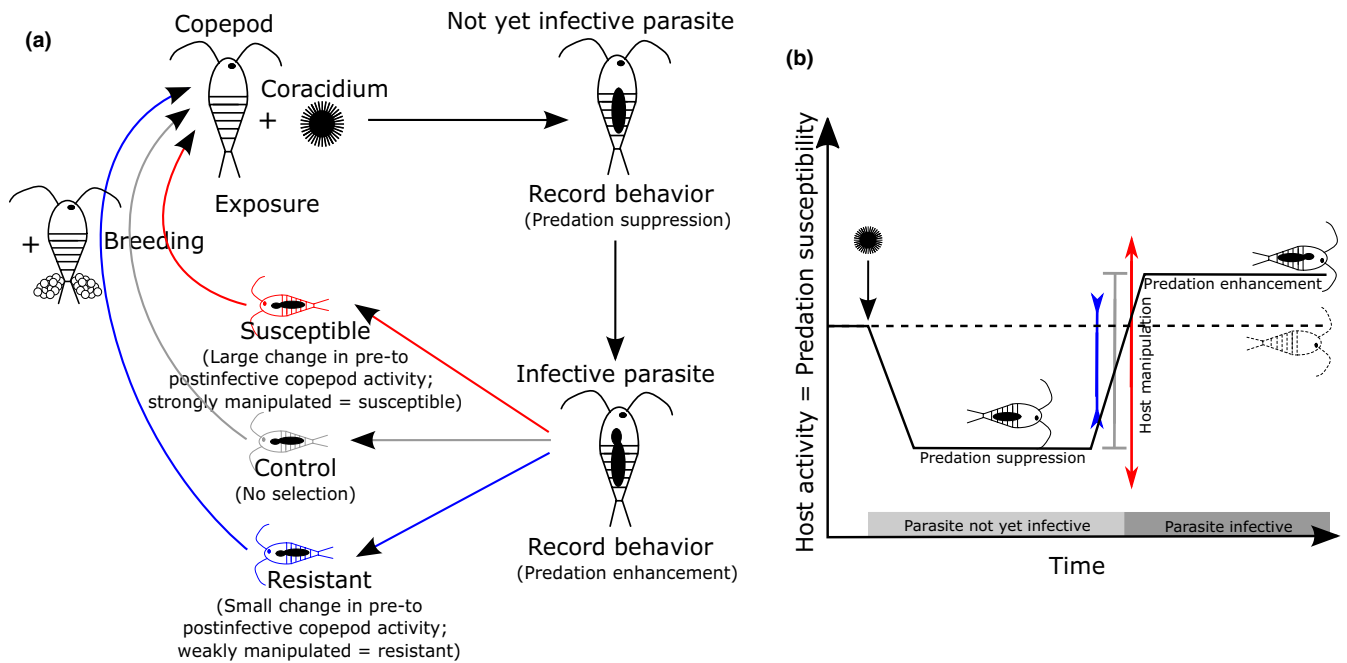 (a)
Copepod
Not yet infective parasite
Coracidium
+
Exposure
Record behavior
(Predation suppression)
+
Breeding
Susceptible
(Large change in pre-to
postinfective copepod activity;
strongly manipulated = susceptible)
Infective parasite
Control
(No selection)
Record behavior
(Predation enhancement)
Resistant
(Small change in pre-to
postinfective copepod activity;
weakly manipulated = resistant)
(b)
Host activity = Predation susceptibility
Predation enhancement
Host manipulation
Predation suppression
Parasite not yet infective
Parasite infective
Time